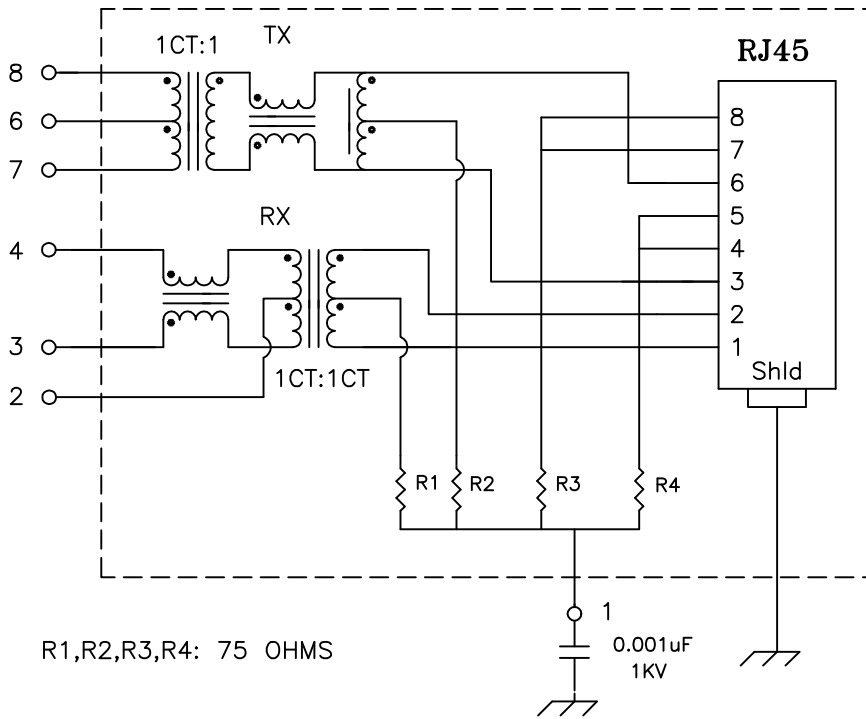 1CT:1
TX
RJ45
8
6
7
RX
4
3
2
1CT:1CT
8
7
6
5
4
3
2
1
Shld
R1
R2
R3
R4
1
0.001uF
1KV
R1,R2,R3,R4: 75 OHMS